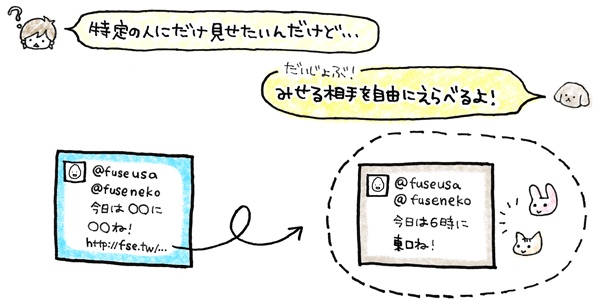 ?
特定の人にだけ見せたいんだけど...
だいじょぶ!
みせる相手を自由にえらべるよ!
@fuseusa
@fuseneko
今日は〇〇に
〇〇ね!
http://fse.tw/...
@fuseusa
@fuseneko
今日は6時に
東口ね!